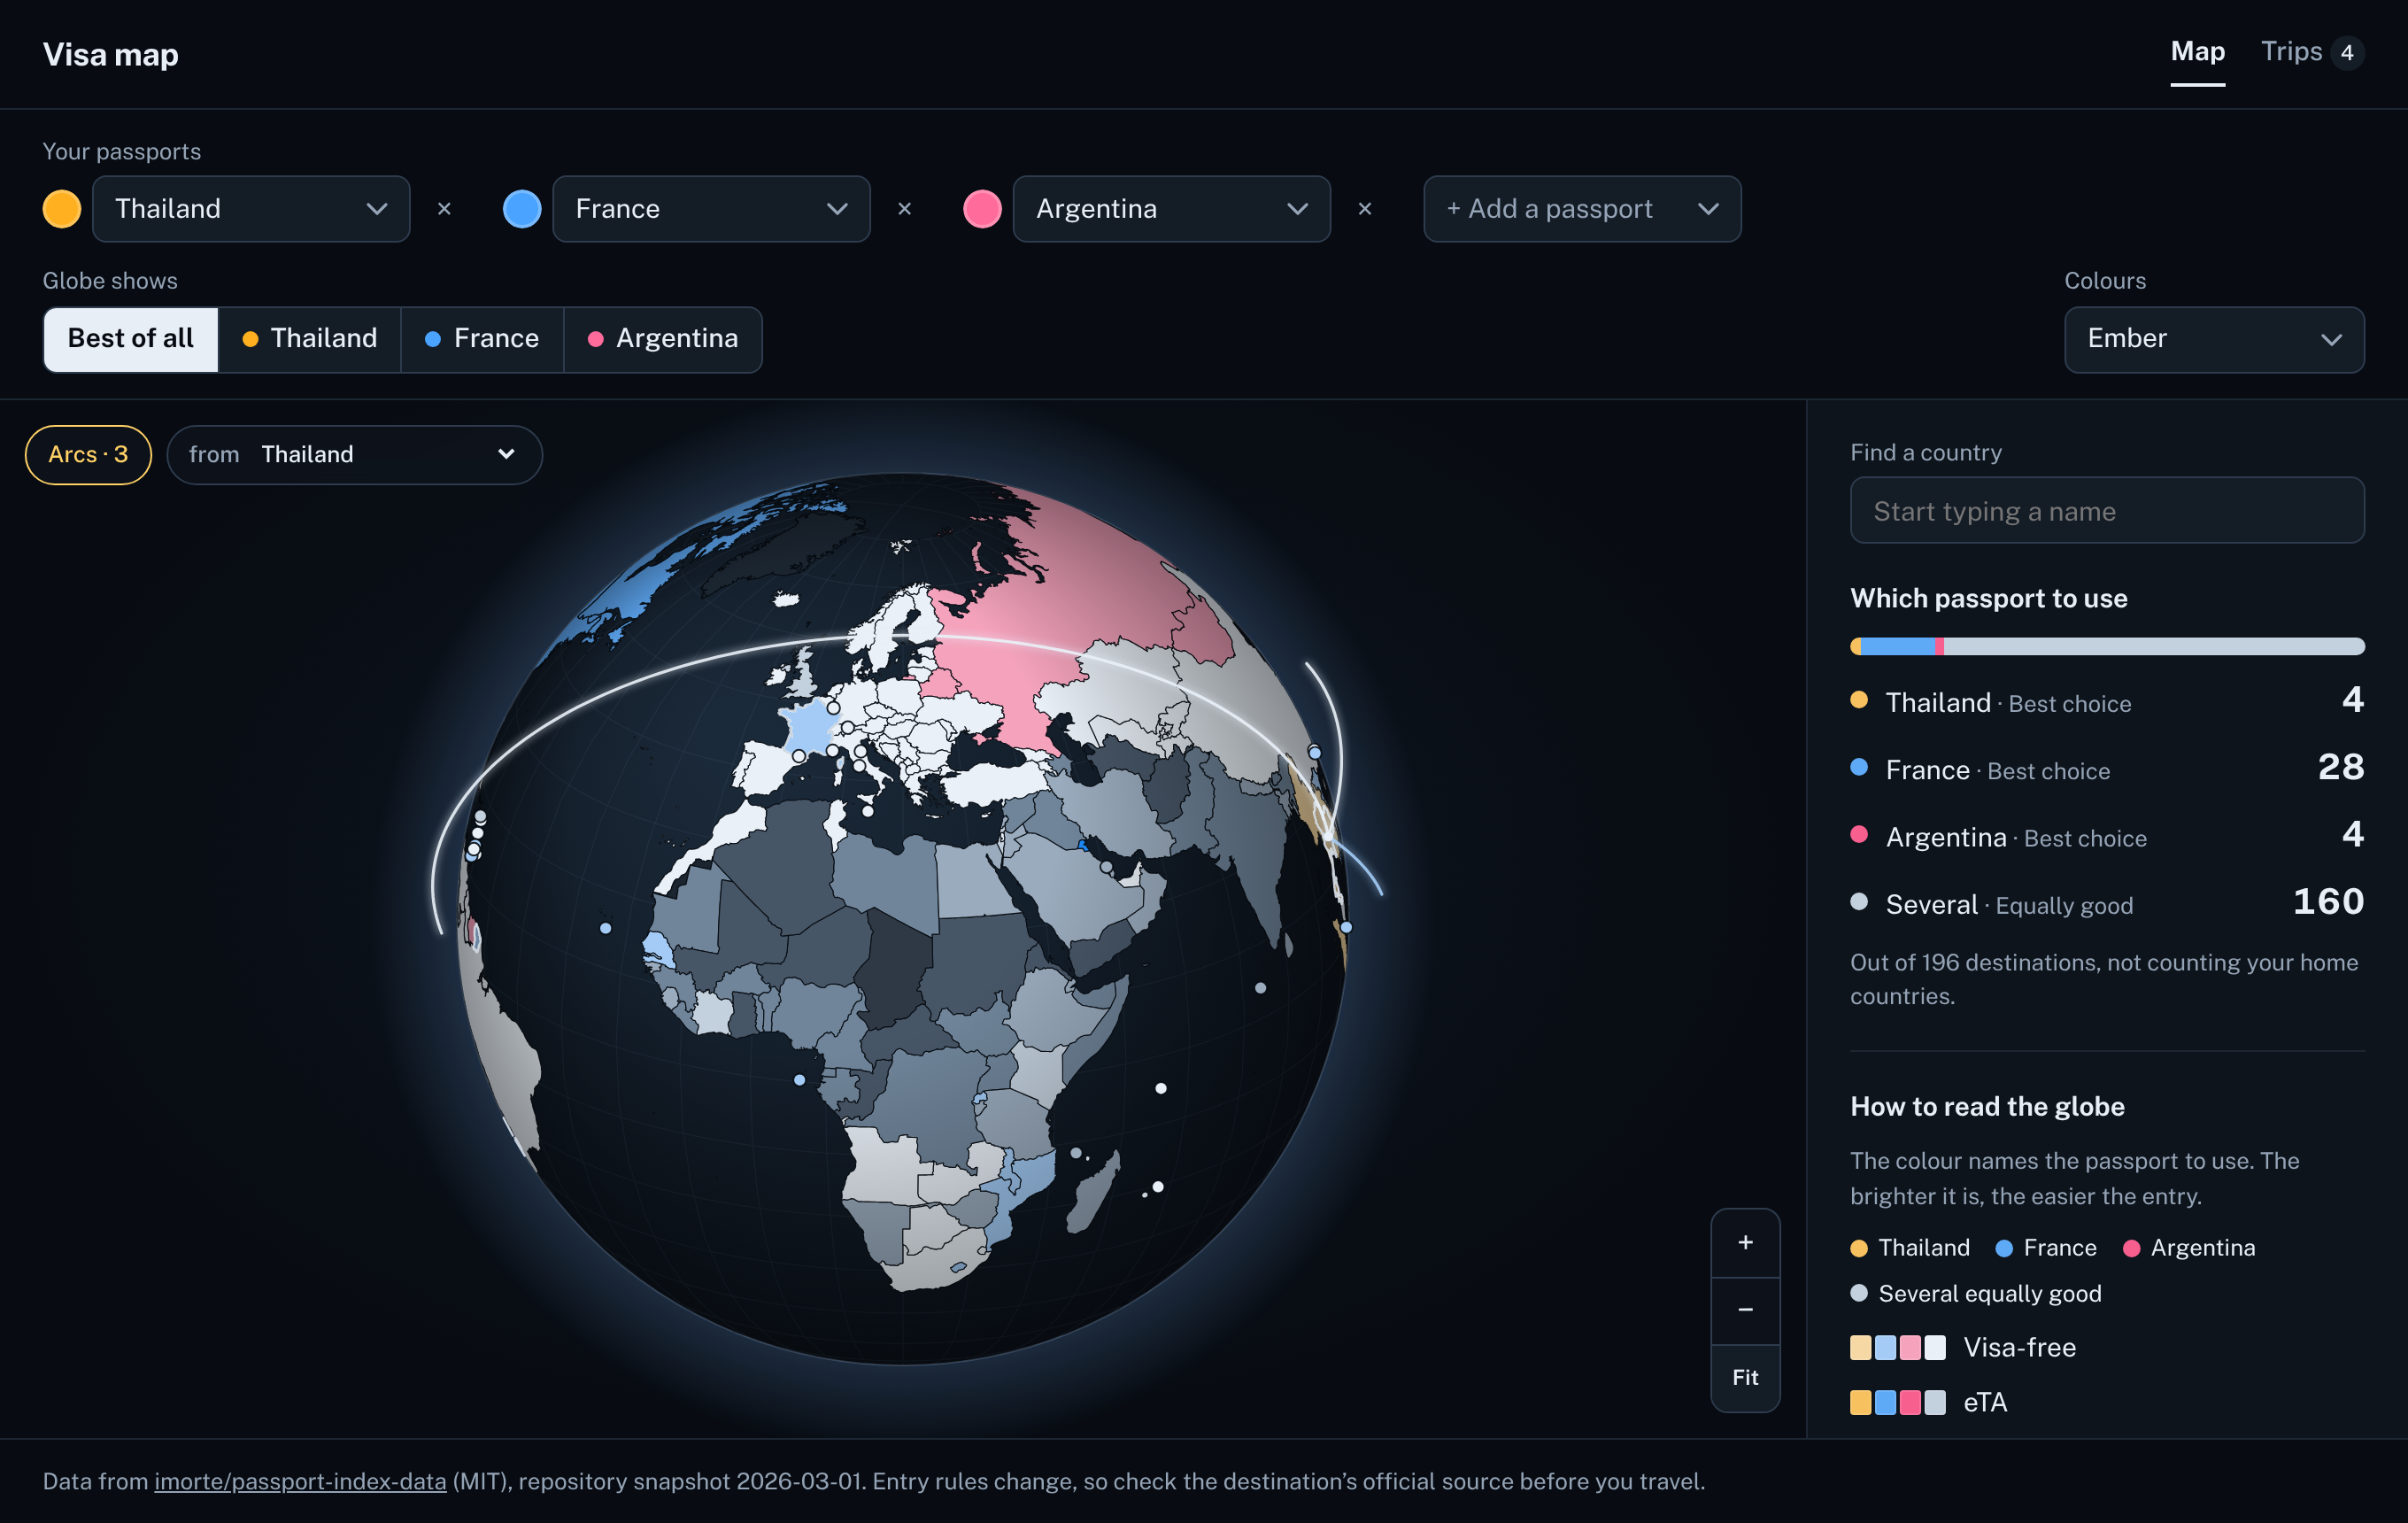 Visa map
Map
Trips 4
Your passports
Thailand ×
France ×
Argentina ×
+ Add a passport
Globe shows
Colours
Best of all
Thailand
France
Argentina
Ember
Arcs · 3
from Thailand
Find a country
Start typing a name
Which passport to use
Thailand · Best choice 4
France · Best choice 28
Argentina · Best choice 4
Several · Equally good 160
Out of 196 destinations, not counting your home
countries.
How to read the globe
The colour names the passport to use. The
brighter it is, the easier the entry.
Thailand France Argentina
Several equally good
Visa-free
eTA
+
−
Fit
Data from imorte/passport-index-data (MIT), repository snapshot 2026-03-01. Entry rules change, so check the destination’s official source before you travel.